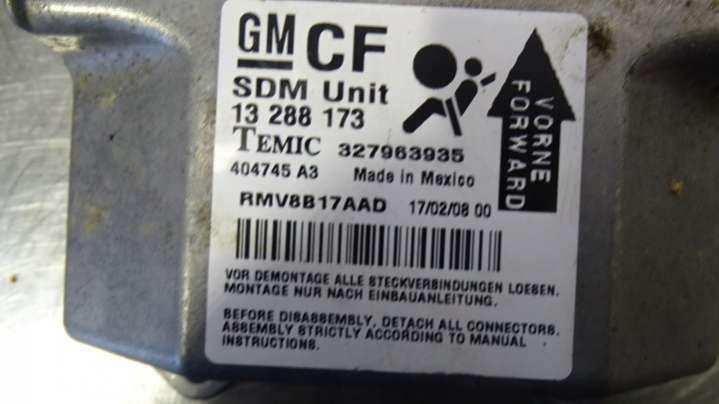 GM CF
SDM Unit
13 288 173
TEMIC 327963935
404745 A3 Made in Mexico
RMV8B17AAD 17/02/08 00
VORNE
FORWARD
VOR DEMONTAGE ALLE STECKVERBINDUNGEN LOESEN.
MONTAGE NUR NACH EINBAUANLEITUNG.
BEFORE DISASSEMBLY, DETACH ALL CONNECTORS.
ASSEMBLY STRICTLY ACCORDING TO MANUAL
INSTRUCTIONS.